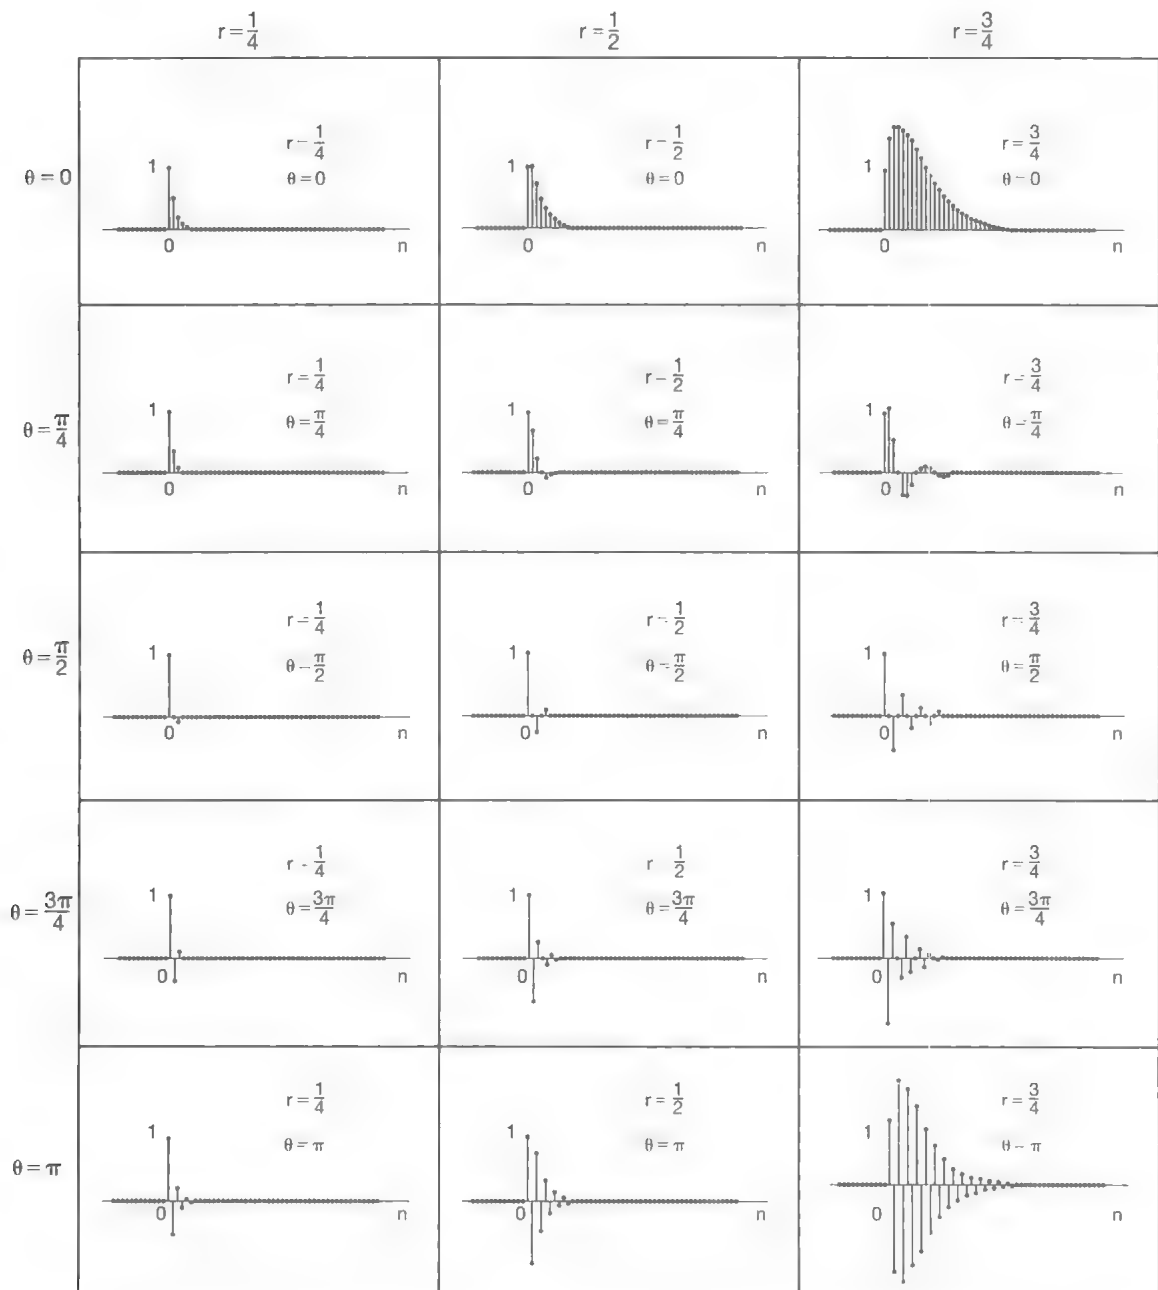 r = 1/4 r = 1/2 r = 3/4
θ = 0
r = 1/4
θ = 0
1
0 n
r = 1/2
θ = 0
1
0 n
r = 3/4
θ = 0
1
0 n
θ = π/4
r = 1/4
θ = π/4
1
0 n
r = 1/2
θ = π/4
1
0 n
r = 3/4
θ = π/4
1
0 n
θ = π/2
r = 1/4
θ = π/2
1
0 n
r = 1/2
θ = π/2
1
0 n
r = 3/4
θ = π/2
1
0 n
θ = 3π/4
r = 1/4
θ = 3π/4
1
0 n
r = 1/2
θ = 3π/4
1
0 n
r = 3/4
θ = 3π/4
1
0 n
θ = π
r = 1/4
θ = π
1
0 n
r = 1/2
θ = π
1
0 n
r = 3/4
θ = π
1
0 n